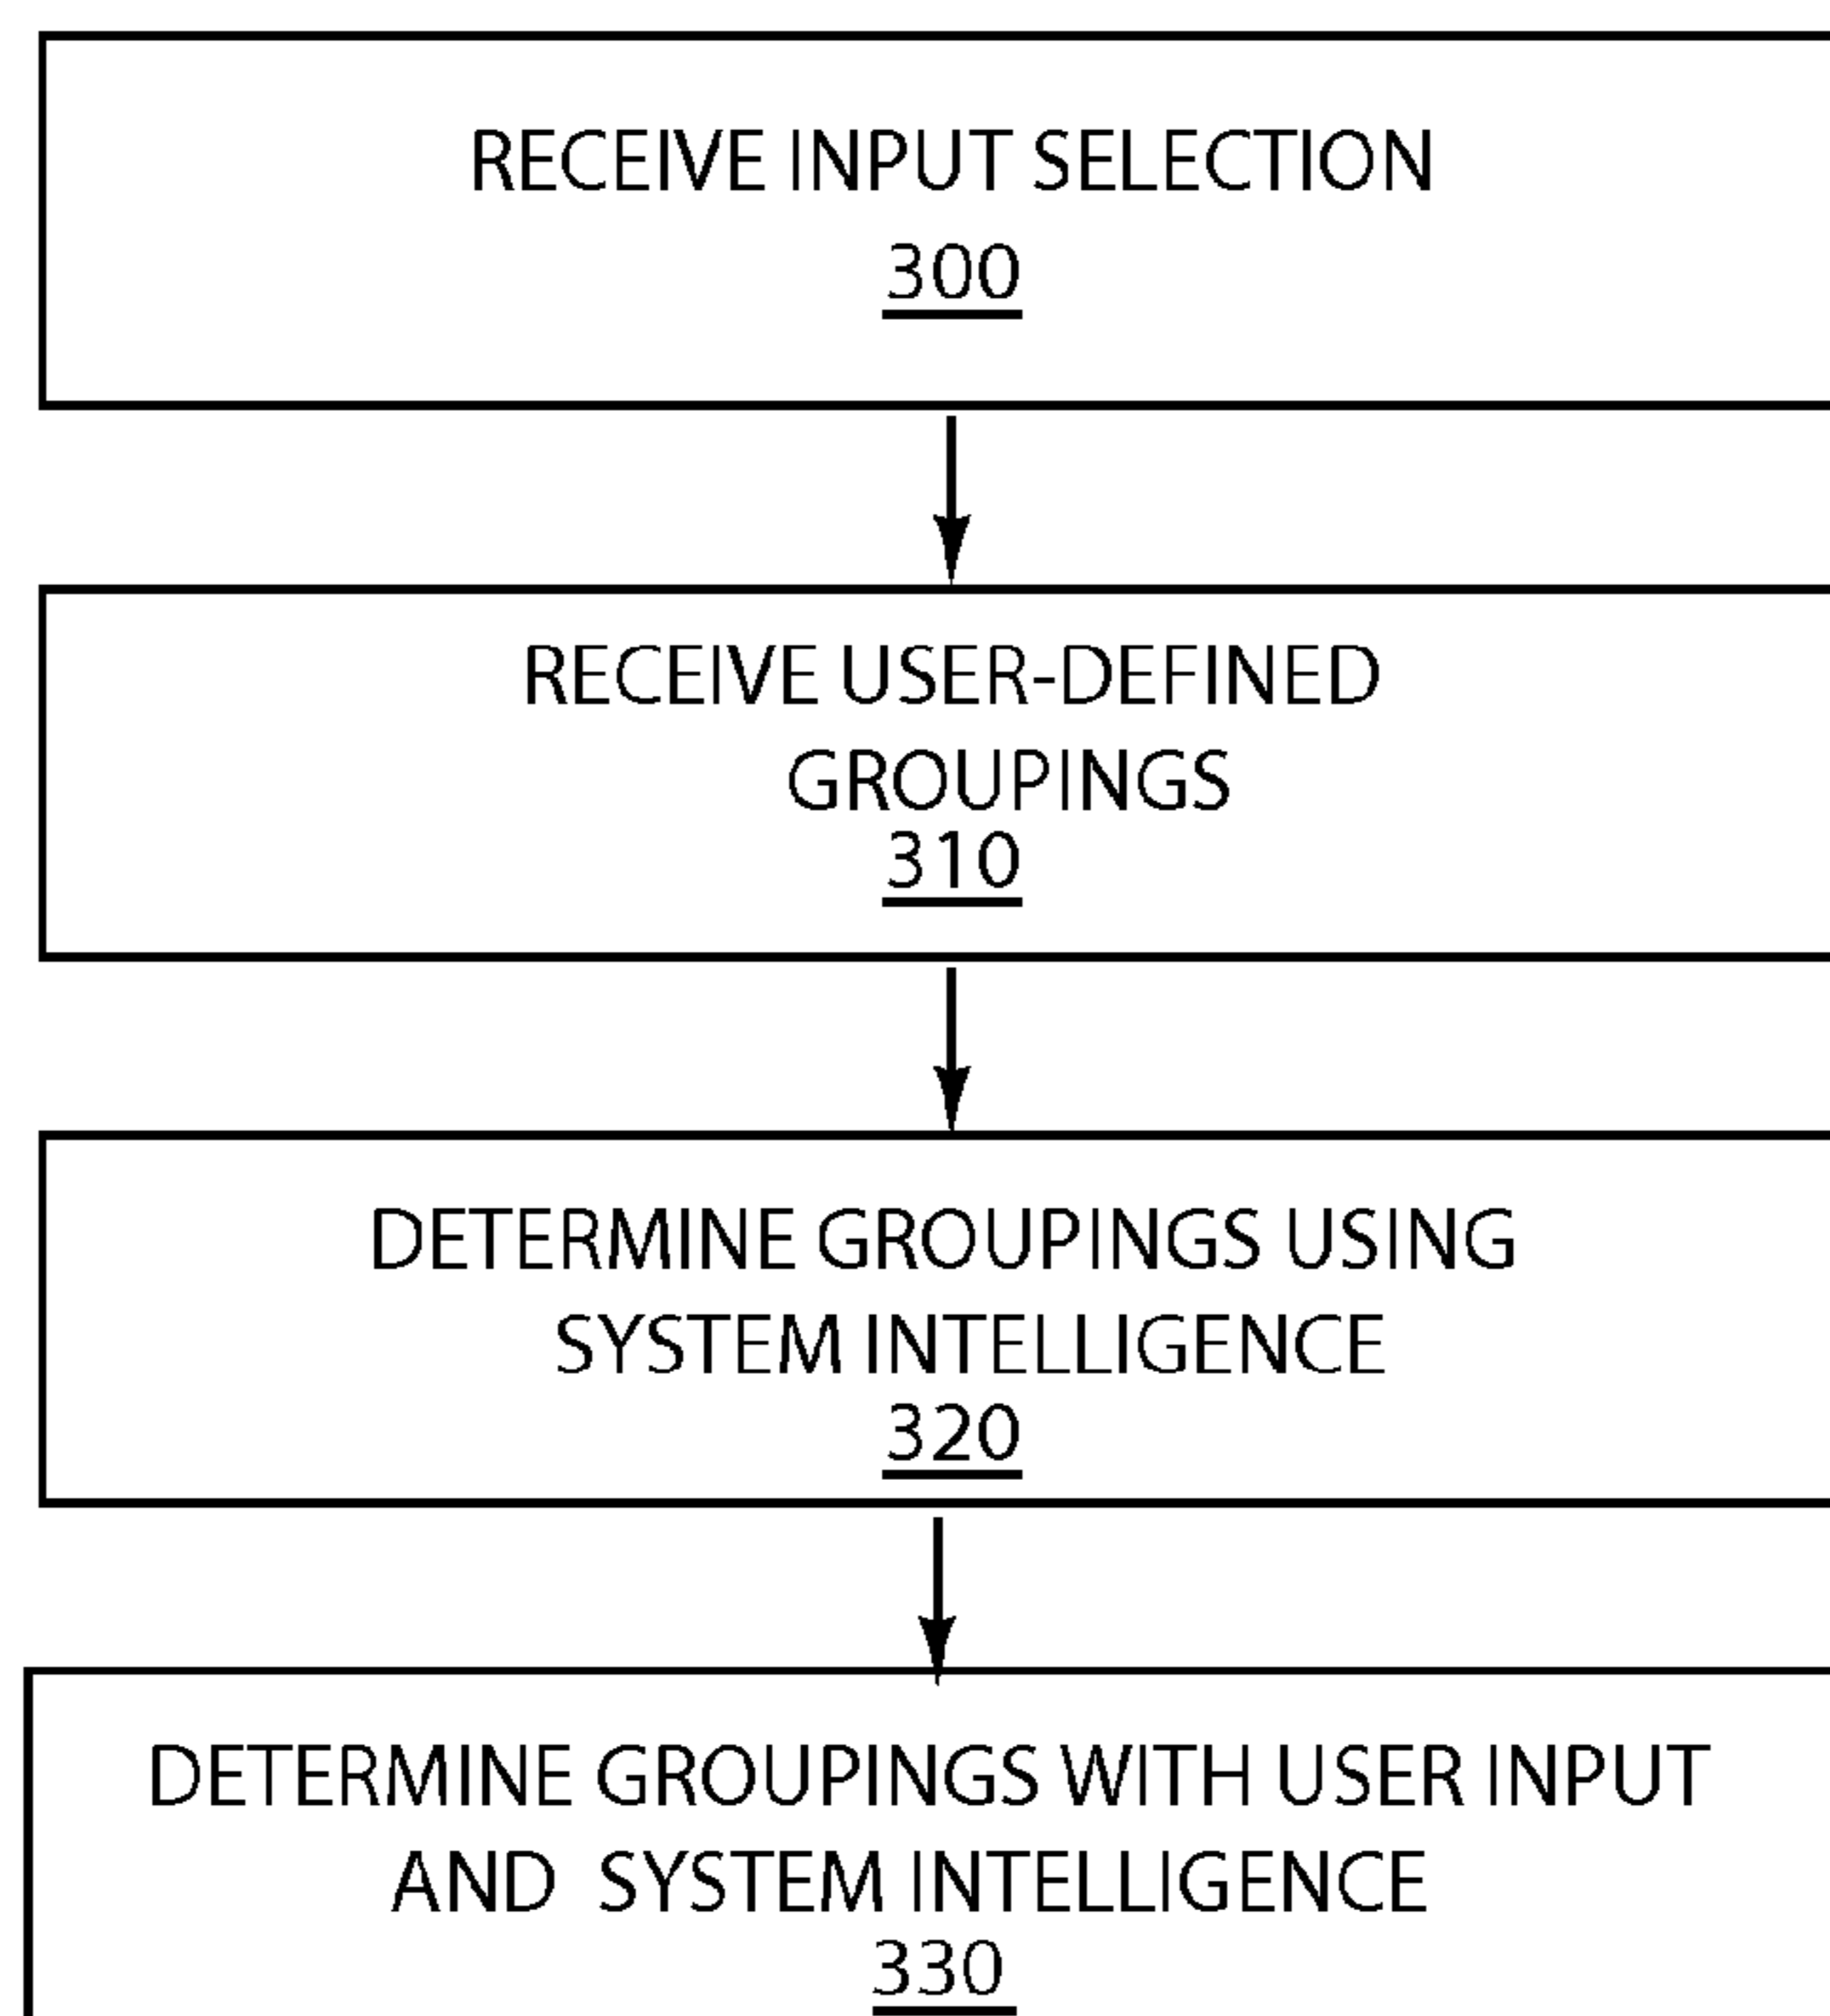 RECEIVE INPUT SELECTION
300
RECEIVE USER-DEFINED
GROUPINGS
310
DETERMINE GROUPINGS USING
SYSTEM INTELLIGENCE
320
DETERMINE GROUPINGS WITH USER INPUT
AND SYSTEM INTELLIGENCE
330